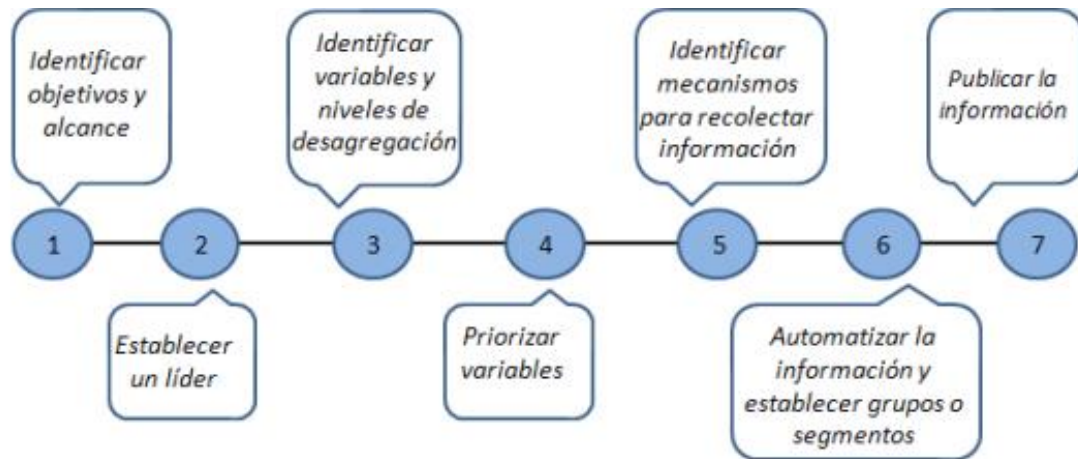 Identificar
objetivos y
alcance
Identificar
variables y
niveles de
desagregación
Identificar
mecanismos
para recolectar
información
Publicar la
información
1
2
3
4
5
6
7
Establecer
un líder
Priorizar
variables
Automatizar la
información y
establecer grupos o
segmentos